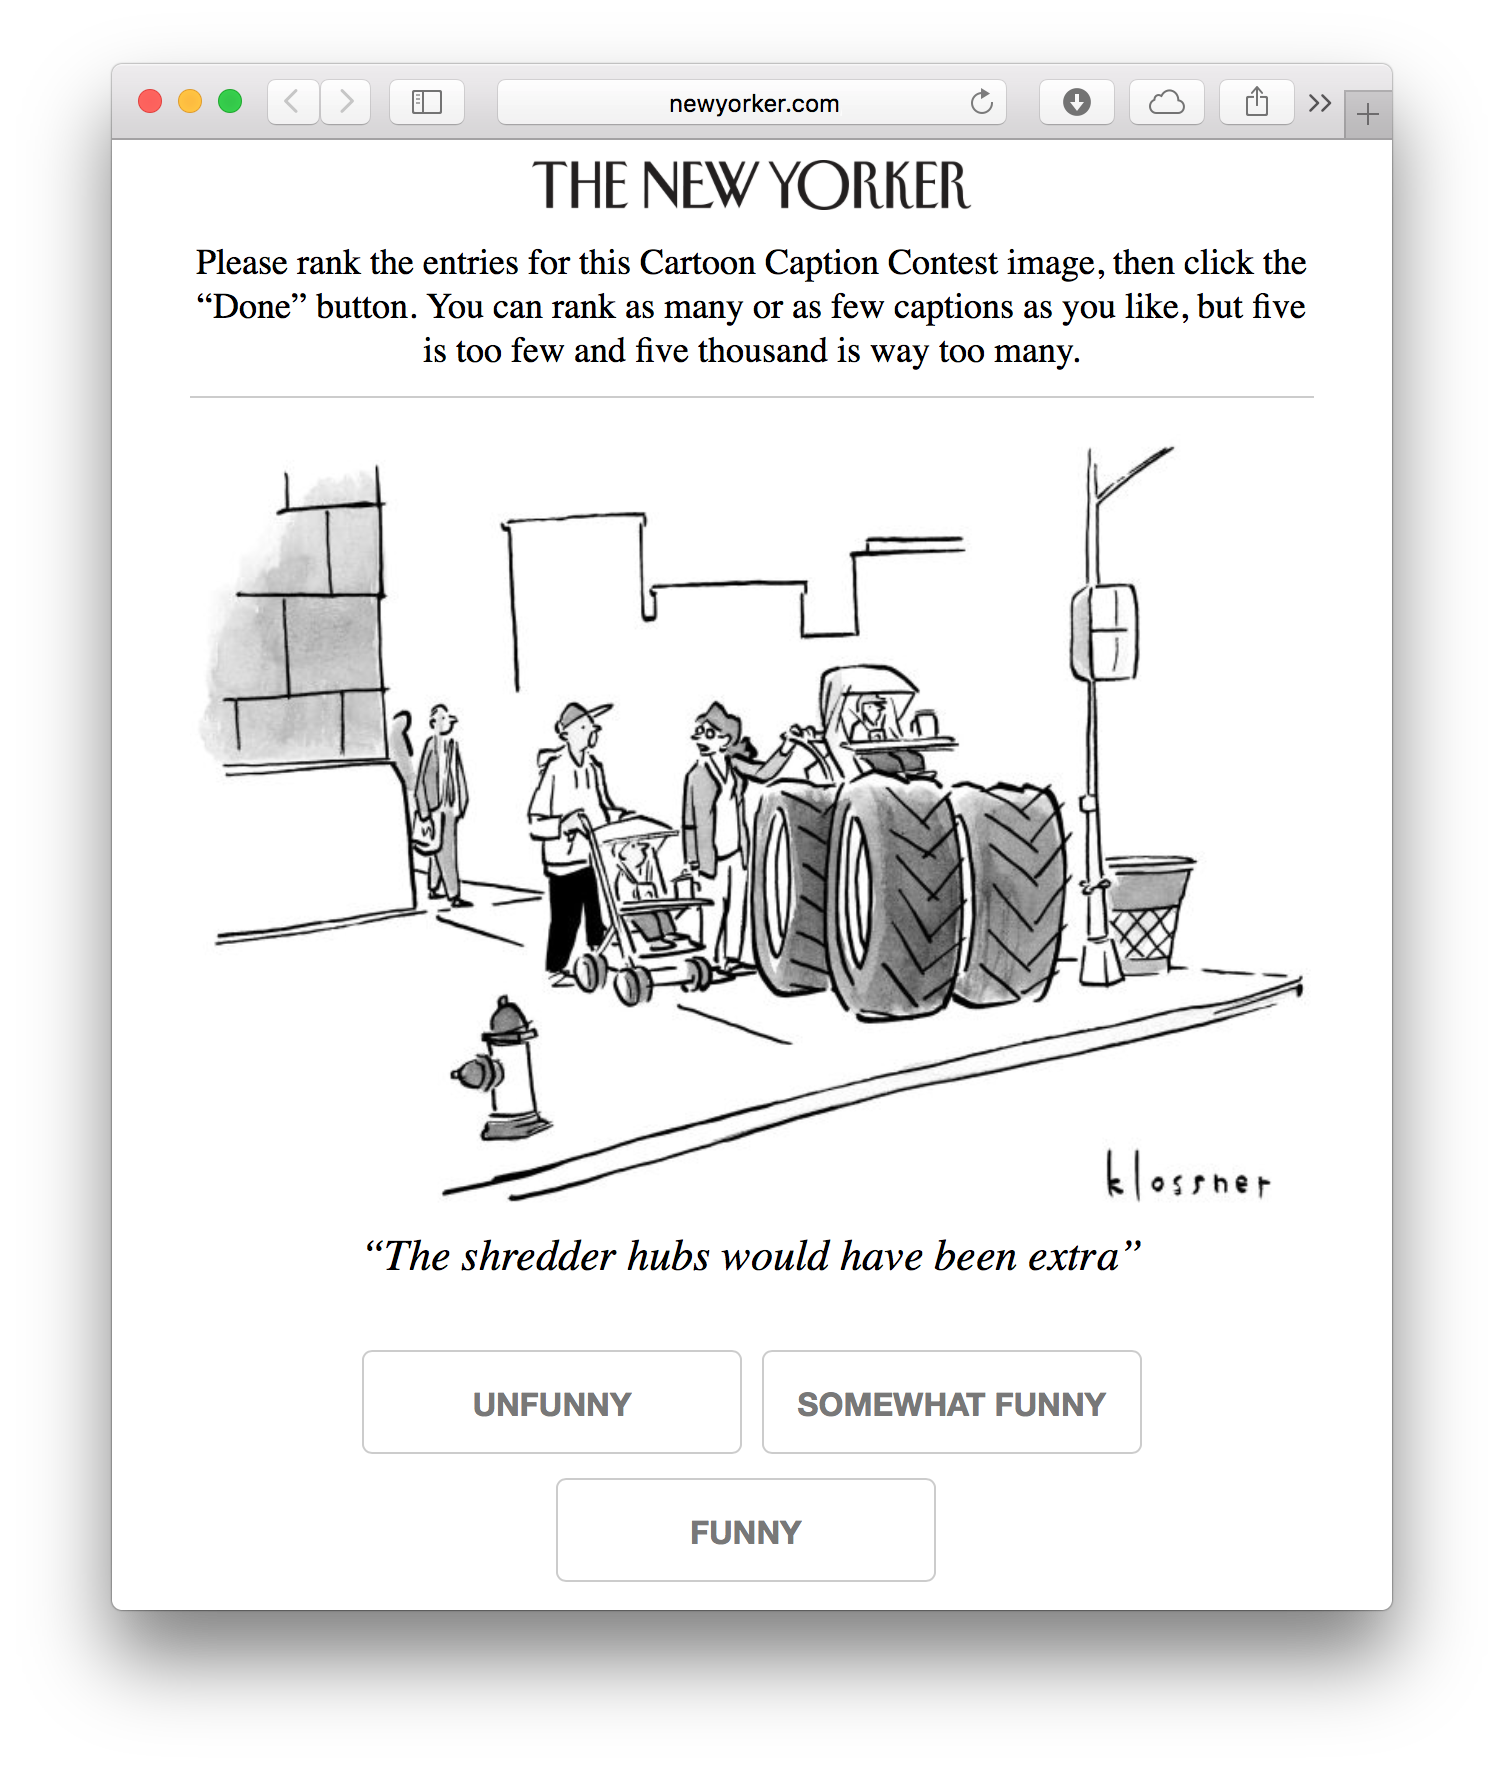 newyorker.com
THE NEW YORKER
Please rank the entries for this Cartoon Caption Contest image, then click the
“Done” button. You can rank as many or as few captions as you like, but five
is too few and five thousand is way too many.
klossner
“The shredder hubs would have been extra”
UNFUNNY
SOMEWHAT FUNNY
FUNNY